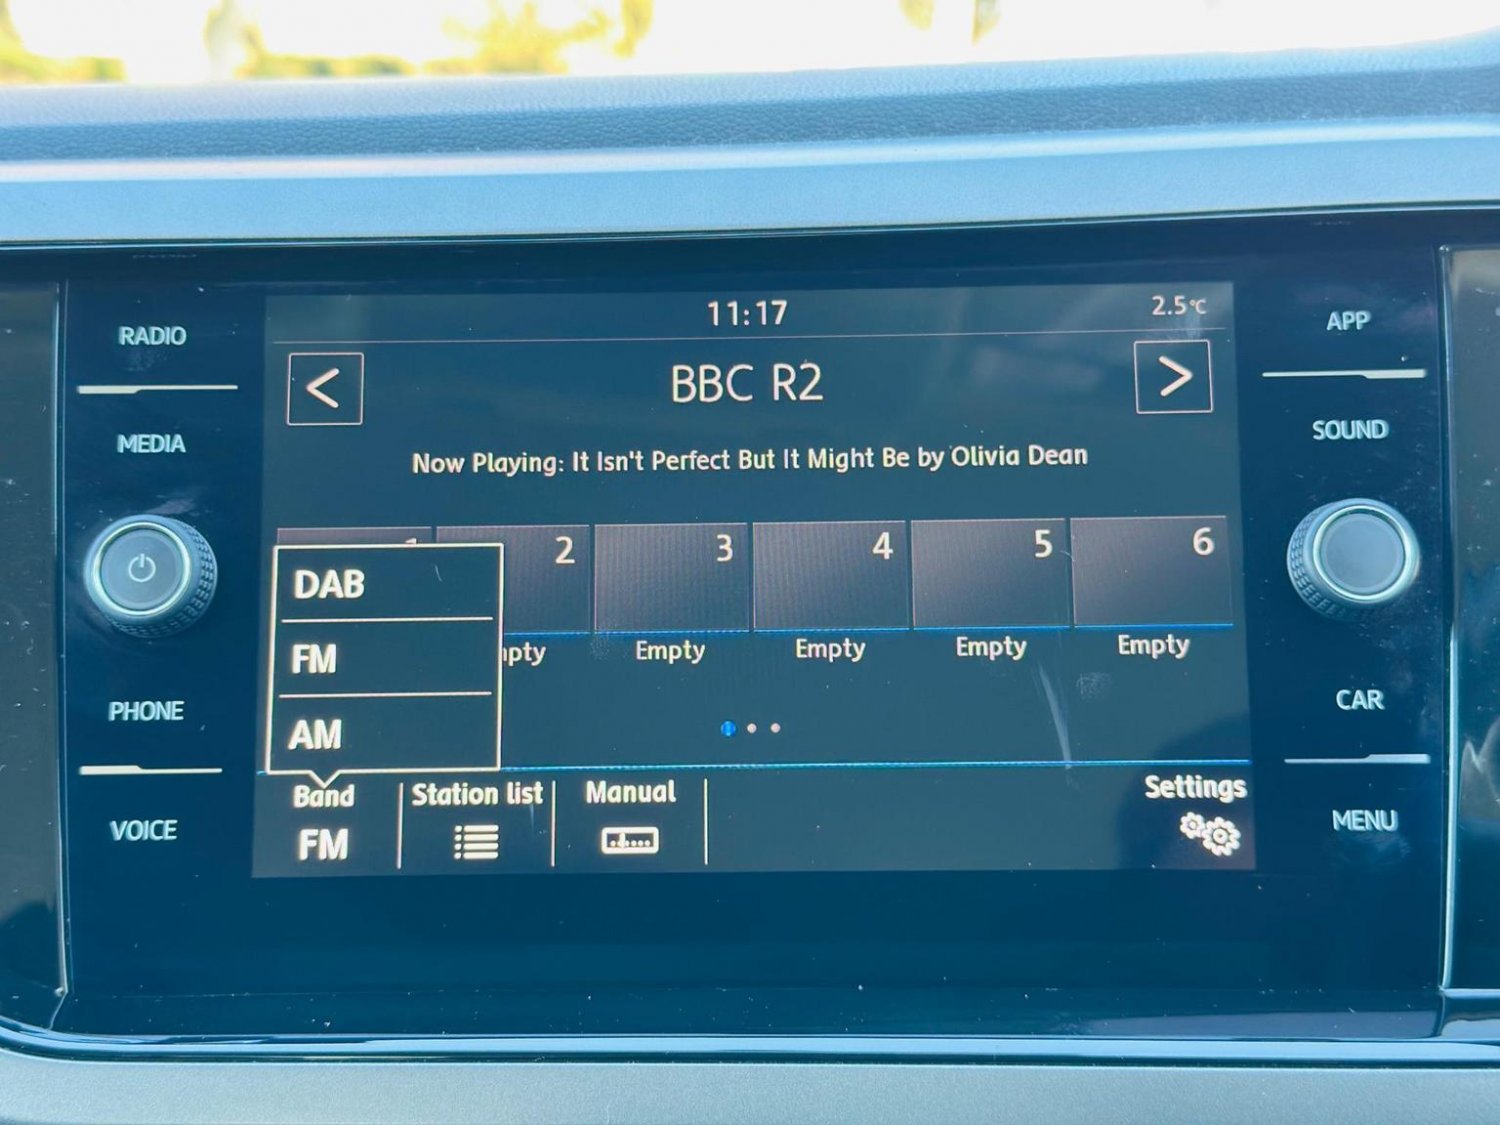 11:17
2.5°C
RADIO
APP
<
BBC R2
>
MEDIA
SOUND
Now Playing: It Isn't Perfect But It Might Be by Olivia Dean
2
3
4
5
6
DAB
FM
AM
Empty
Empty
Empty
Empty
PHONE
CAR
Band
Station list
Manual
Settings
FM
VOICE
MENU